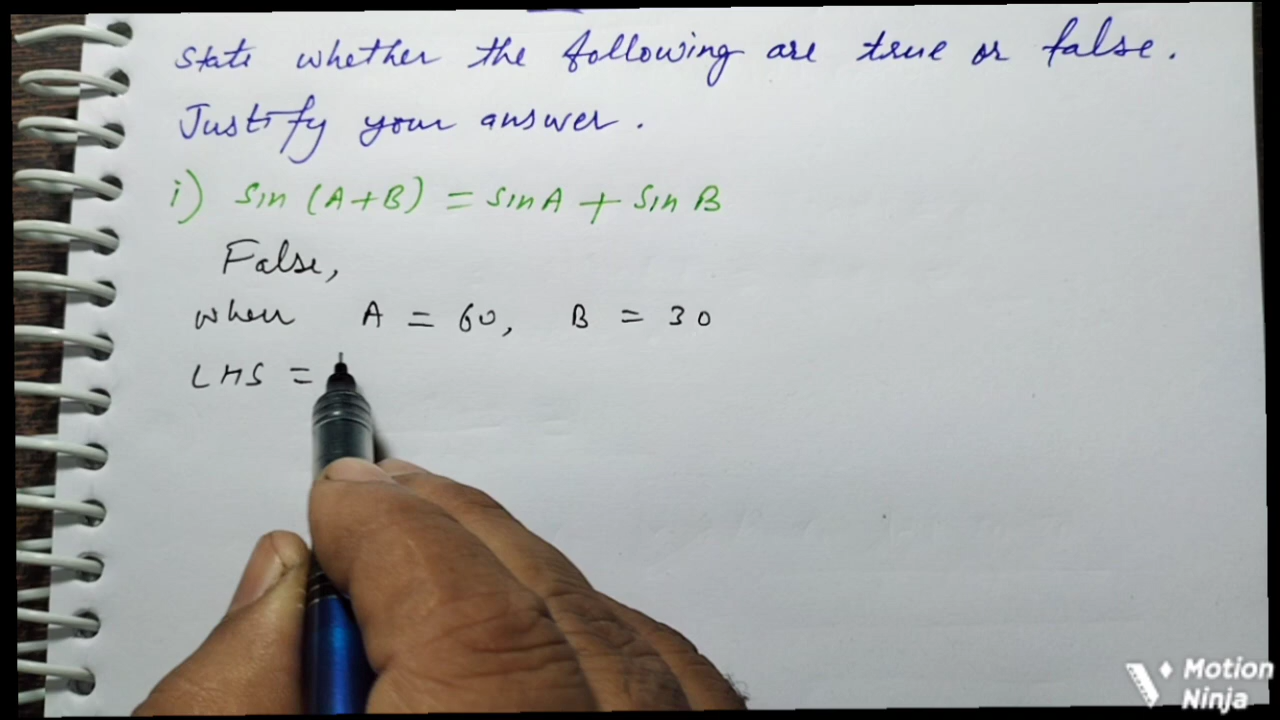 State whether the following are true or false.
Justify your answer.
i) sin (A+B) = sin A + sin B
False,
when A = 60, B = 30
LHS =
Motion
Ninja